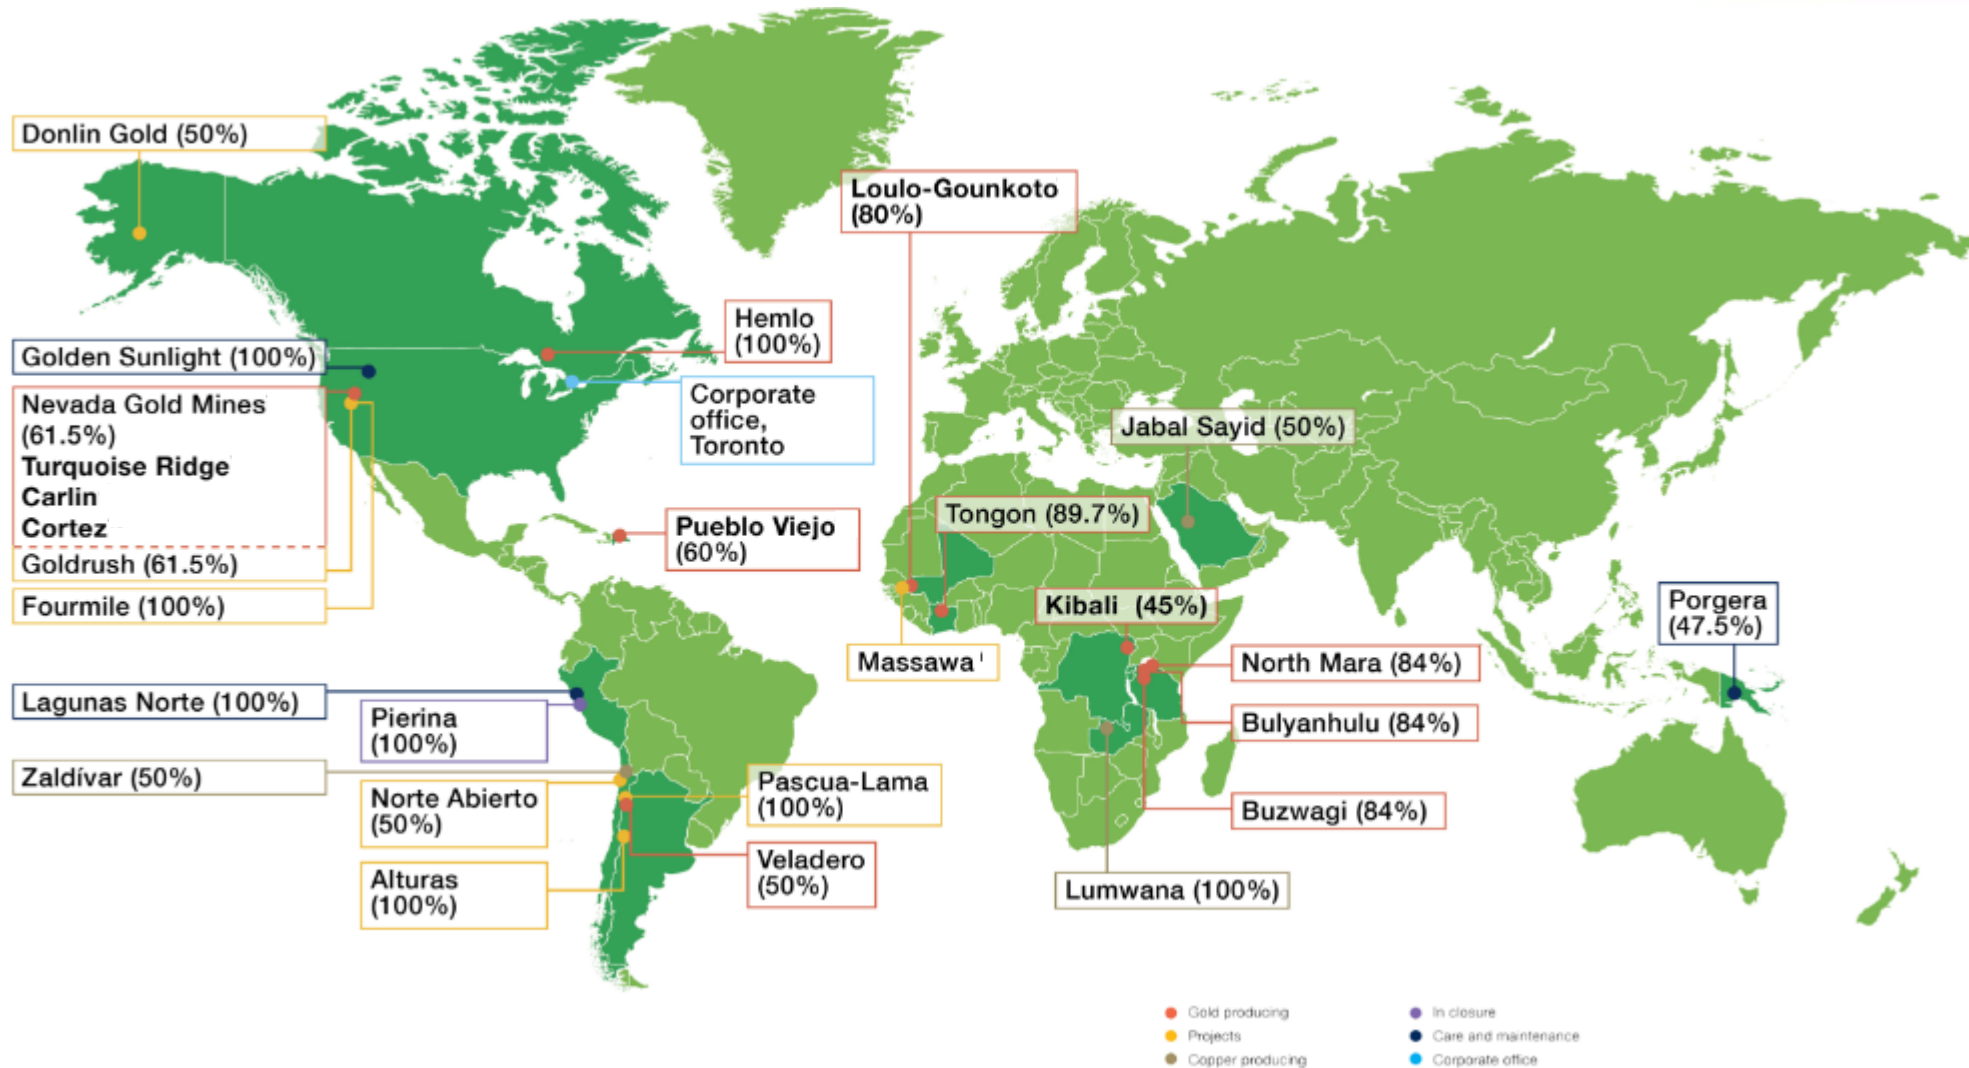 Donlin Gold (50%)
Loulo-Gounkoto
(80%)
Hemlo
(100%)
Golden Sunlight (100%)
Corporate
office,
Toronto
Nevada Gold Mines
(61.5%)
Turquoise Ridge
Carlin
Cortez
Goldrush (61.5%)
Fourmile (100%)
Jabal Sayid (50%)
Tongon (89.7%)
Pueblo Viejo
(60%)
Kibali (45%)
Porgera
(47.5%)
Massawa
North Mara (84%)
Lagunas Norte (100%)
Pierina
(100%)
Bulyanhulu (84%)
Zaldívar (50%)
Norte Abierto
(50%)
Pascua-Lama
(100%)
Buzwagi (84%)
Alturas
(100%)
Veladero
(50%)
Lumwana (100%)
Gold producing
Projects
Copper producing
In closure
Care and maintenance
Corporate office